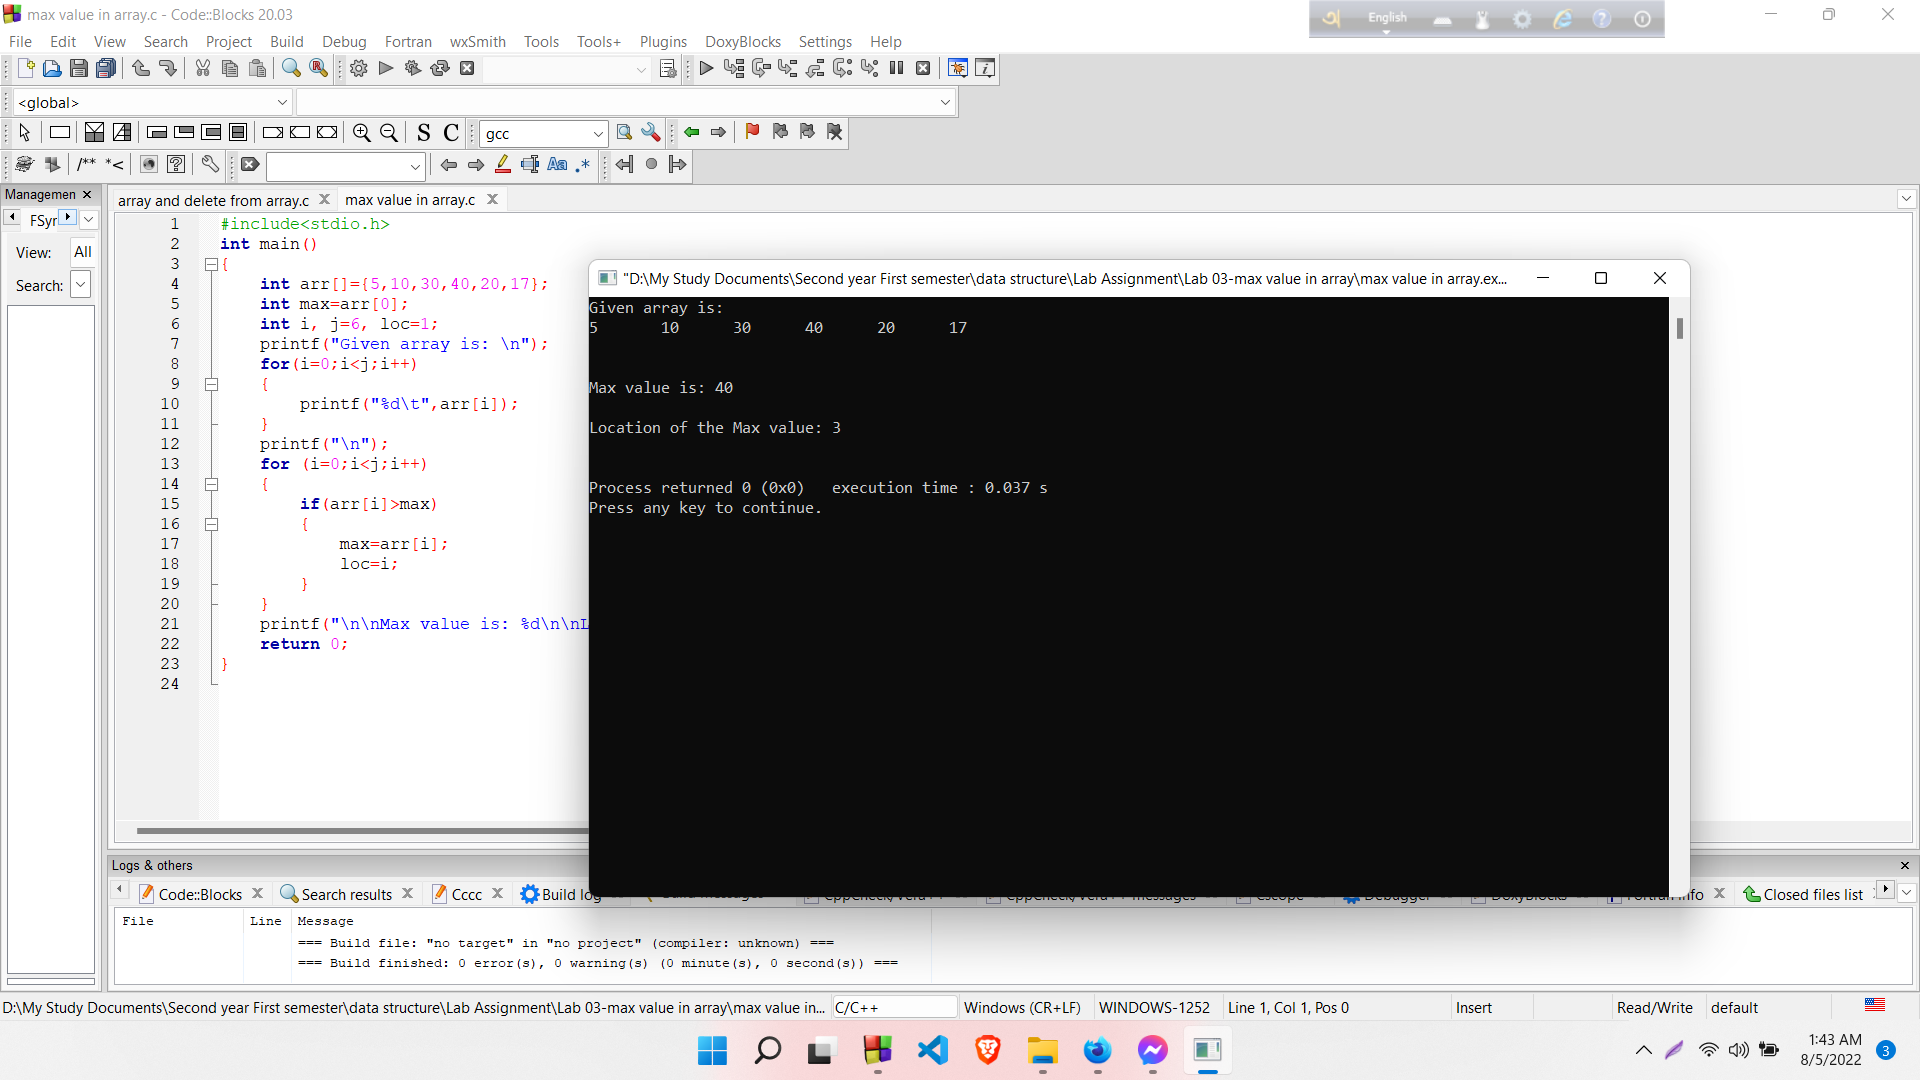 max value in array.c - Code::Blocks 20.03
English
File Edit View Search Project Build Debug Fortran wxSmith Tools Tools+ Plugins DoxyBlocks Settings Help
<global>
S C gcc
/** *<
Aa .*
Managemen
array and delete from array.c
max value in array.c
FSyr
View: All
Search:
1 #include<stdio.h>
2 int main()
3 {
4 int arr[]={5,10,30,40,20,17};
5 int max=arr[0];
6 int i, j=6, loc=1;
7 printf("Given array is: \n");
8 for(i=0;i<j;i++)
9 {
10 printf("%d\t",arr[i]);
11 }
12 printf("\n");
13 for (i=0;i<j;i++)
14 {
15 if(arr[i]>max)
16 {
17 max=arr[i];
18 loc=i;
19 }
20 }
21 printf("\n\nMax value is: %d\n\nL
22 return 0;
23 }
24
"D:\My Study Documents\Second year First semester\data structure\Lab Assignment\Lab 03-max value in array\max value in array.ex...
Given array is:
5 10 30 40 20 17
Max value is: 40
Location of the Max value: 3
Process returned 0 (0x0) execution time : 0.037 s
Press any key to continue.
Logs & others
Code::Blocks Search results Cccc Build log Closed files list
File Line Message
=== Build file: "no target" in "no project" (compiler: unknown) ===
=== Build finished: 0 error(s), 0 warning(s) (0 minute(s), 0 second(s)) ===
D:\My Study Documents\Second year First semester\data structure\Lab Assignment\Lab 03-max value in array\max value in... C/C++ Windows (CR+LF) WINDOWS-1252 Line 1, Col 1, Pos 0 Insert Read/Write default
1:43 AM
8/5/2022
3